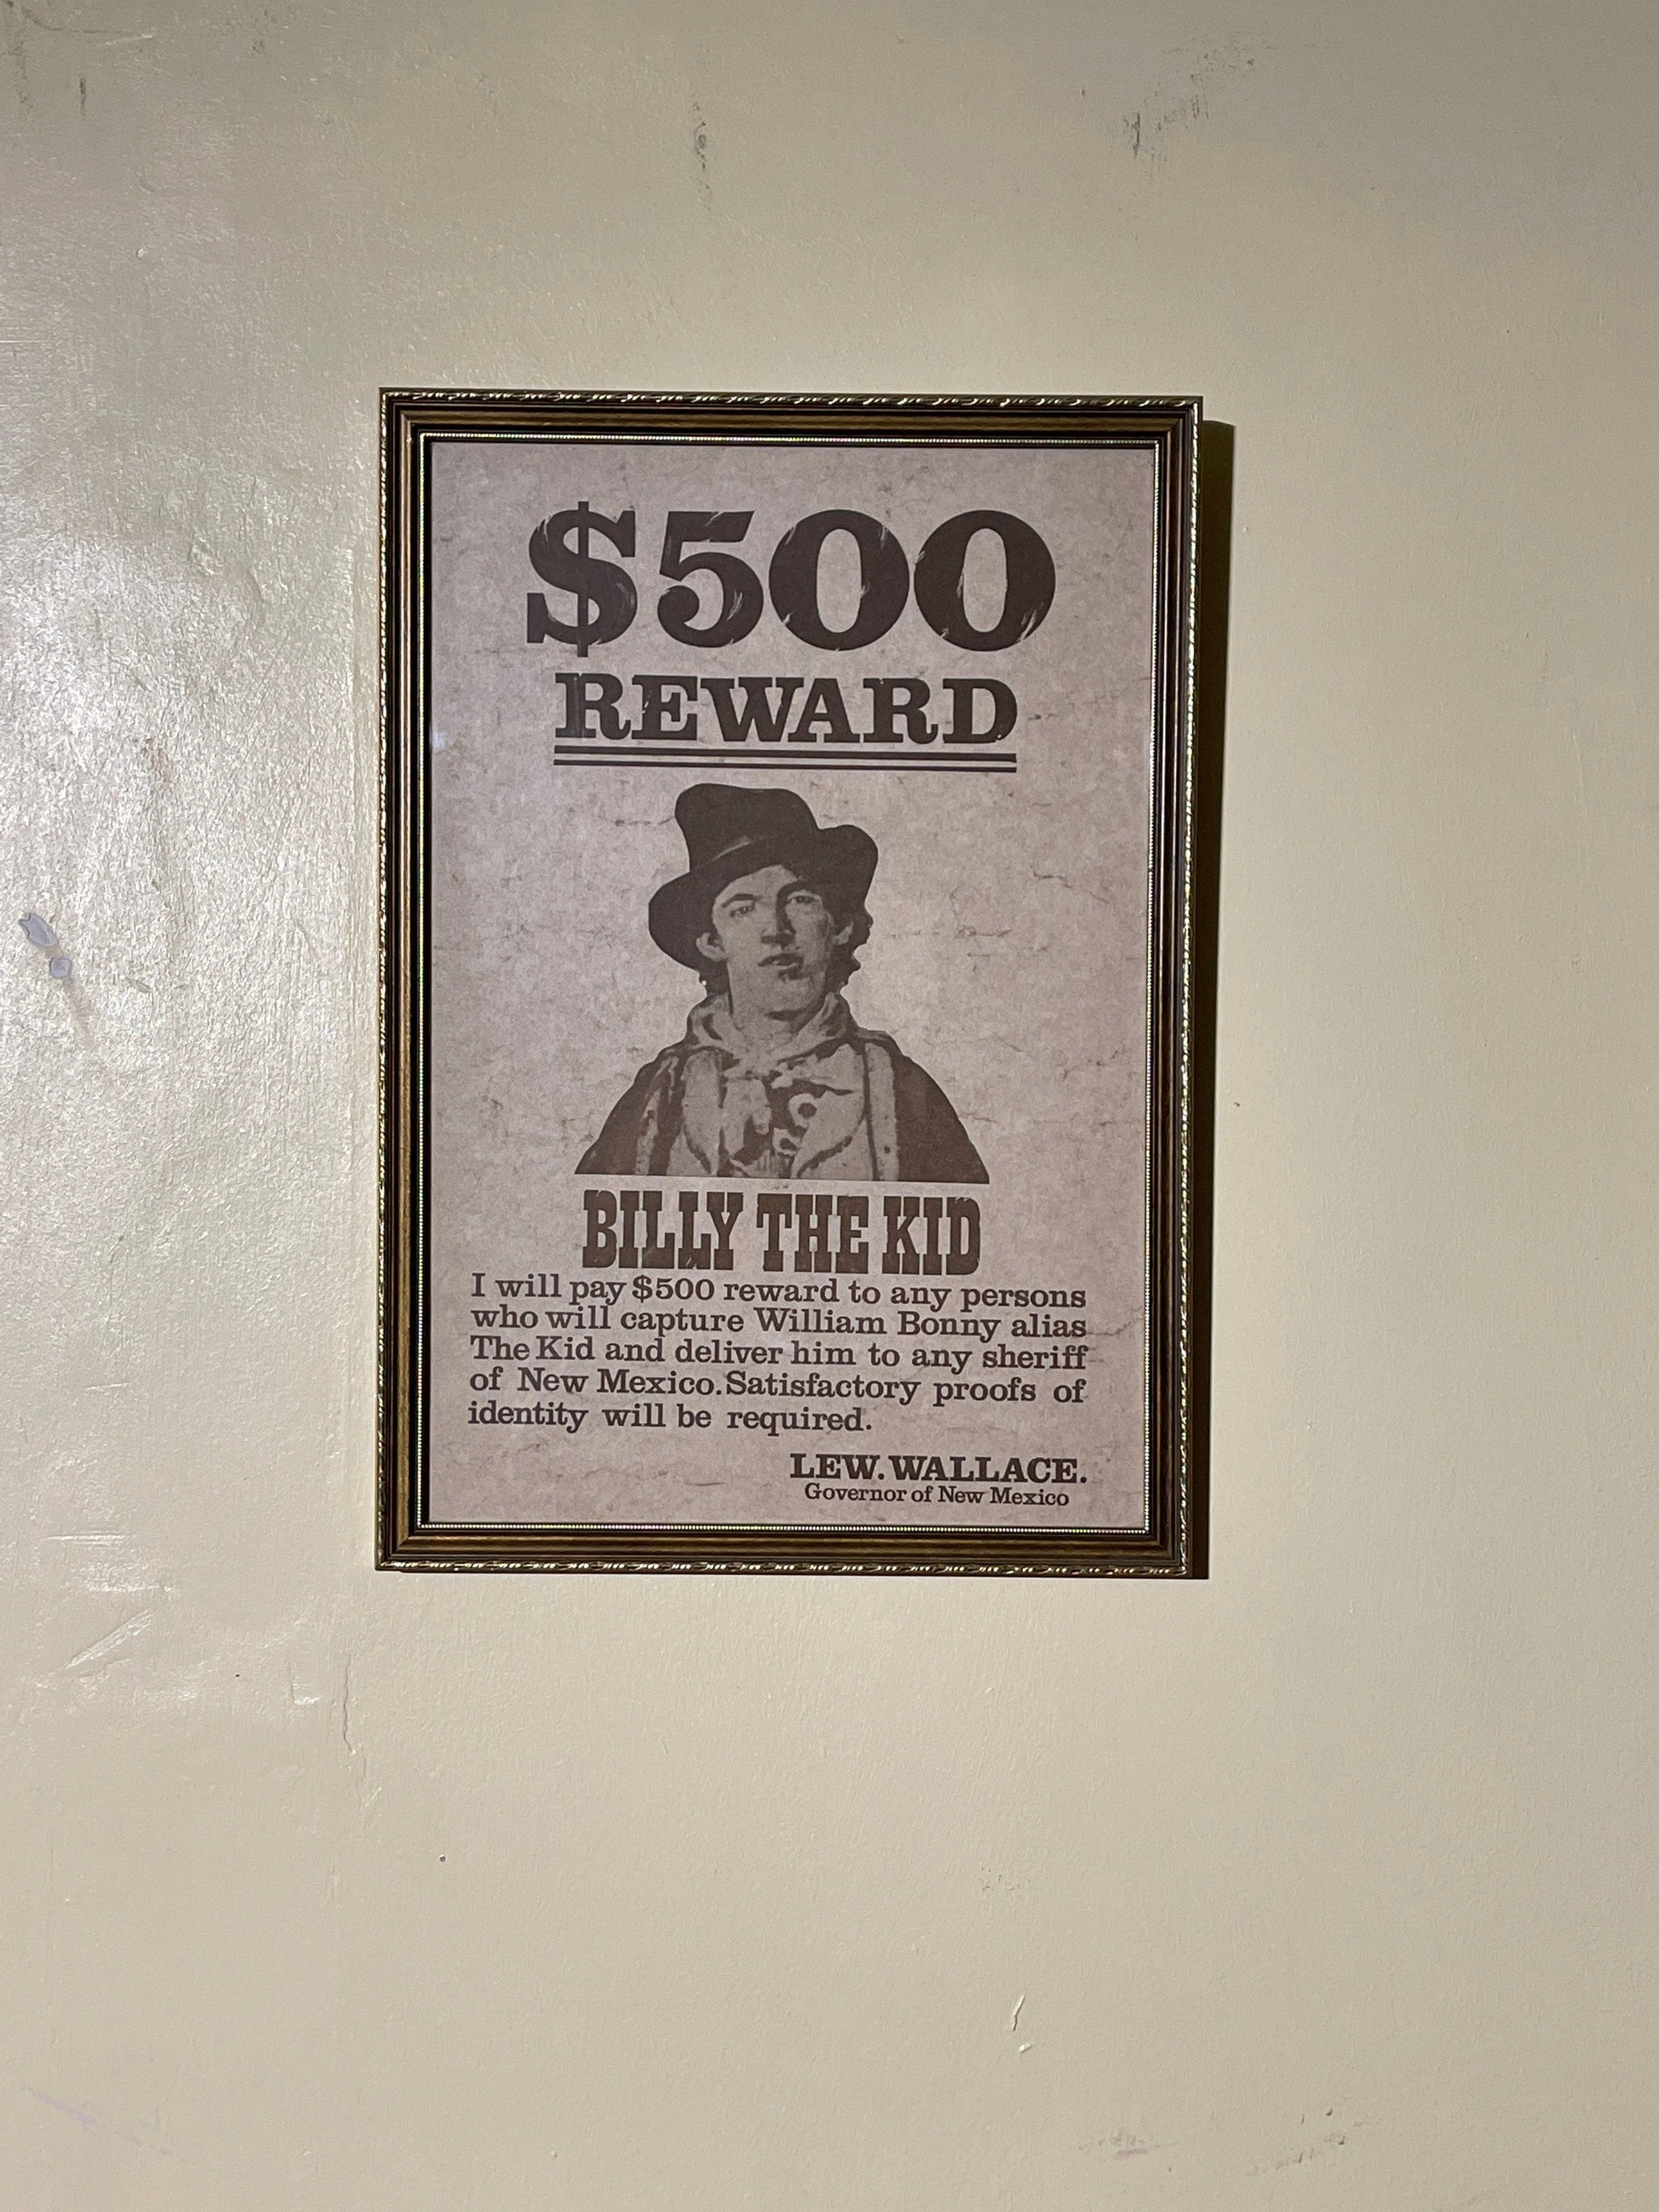 $500
REWARD
BILLY THE KID
I will pay $500 reward to any persons
who will capture William Bonny alias
The Kid and deliver him to any sheriff
of New Mexico.Satisfactory proofs of
identity will be required.
LEW. WALLACE.
Governor of New Mexico